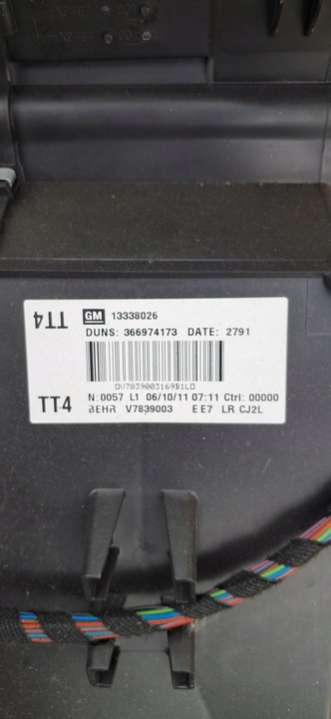 TT4
GM 13338026
DUNS: 366974173 DATE: 2791
TT4
N:0057 L1 06/10/11 07:11 Ctrl: 00000
BEHR V7839003 E E7 LR CJ2L